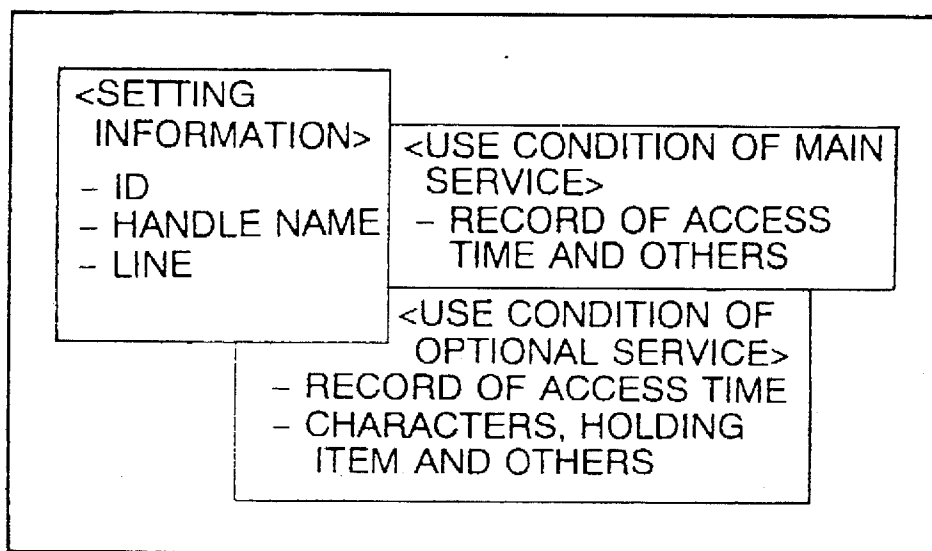 <SETTING
INFORMATION>
– ID
– HANDLE NAME
– LINE
<USE CONDITION OF MAIN
SERVICE>
– RECORD OF ACCESS
TIME AND OTHERS
<USE CONDITION OF
OPTIONAL SERVICE>
– RECORD OF ACCESS TIME
– CHARACTERS, HOLDING
ITEM AND OTHERS